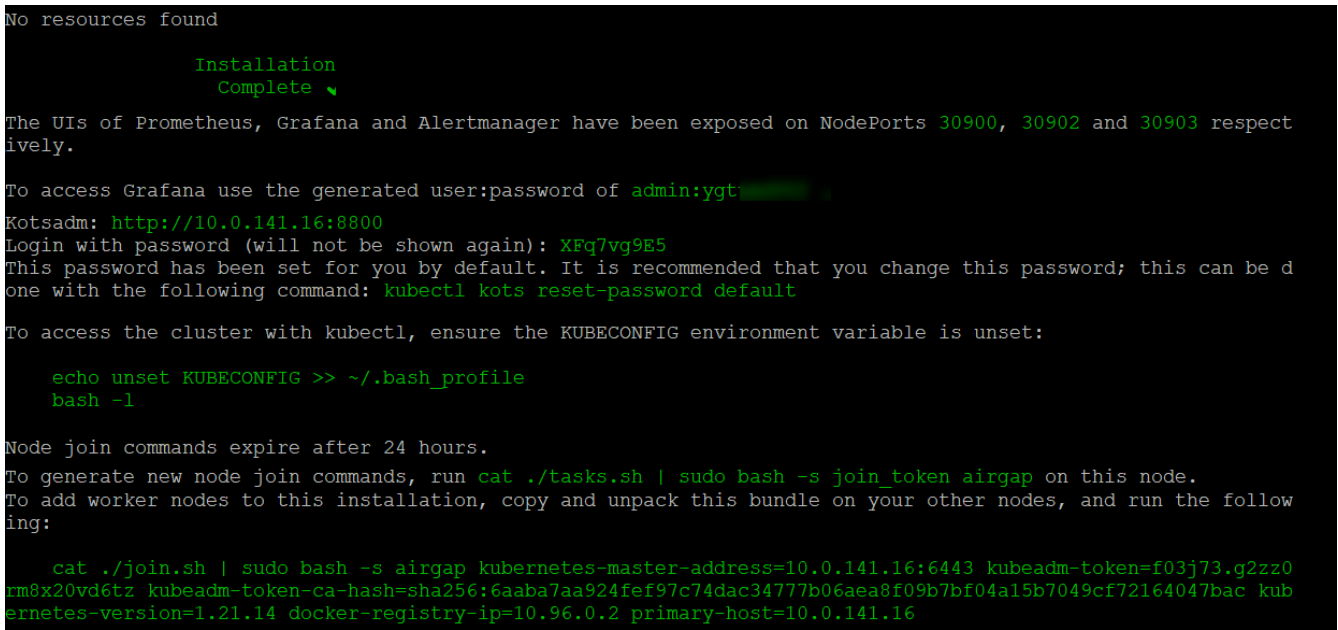 No resources found
Installation
Complete ✔
The UIs of Prometheus, Grafana and Alertmanager have been exposed on NodePorts 30900, 30902 and 30903 respect
ively.
To access Grafana use the generated user:password of admin:ygt
Kotsadm: http://10.0.141.16:8800
Login with password (will not be shown again): XFq7vg9E5
This password has been set for you by default. It is recommended that you change this password; this can be d
one with the following command: kubectl kots reset-password default
To access the cluster with kubectl, ensure the KUBECONFIG environment variable is unset:
echo unset KUBECONFIG >> ~/.bash_profile
bash -l
Node join commands expire after 24 hours.
To generate new node join commands, run cat ./tasks.sh | sudo bash -s join_token airgap on this node.
To add worker nodes to this installation, copy and unpack this bundle on your other nodes, and run the follow
ing:
cat ./join.sh | sudo bash -s airgap kubernetes-master-address=10.0.141.16:6443 kubeadm-token=f03j73.g2zz0
rm8x20vd6tz kubeadm-token-ca-hash=sha256:6aaba7aa924fef97c74dac34777b06aea8f09b7bf04a15b7049cf72164047bac kub
ernetes-version=1.21.14 docker-registry-ip=10.96.0.2 primary-host=10.0.141.16